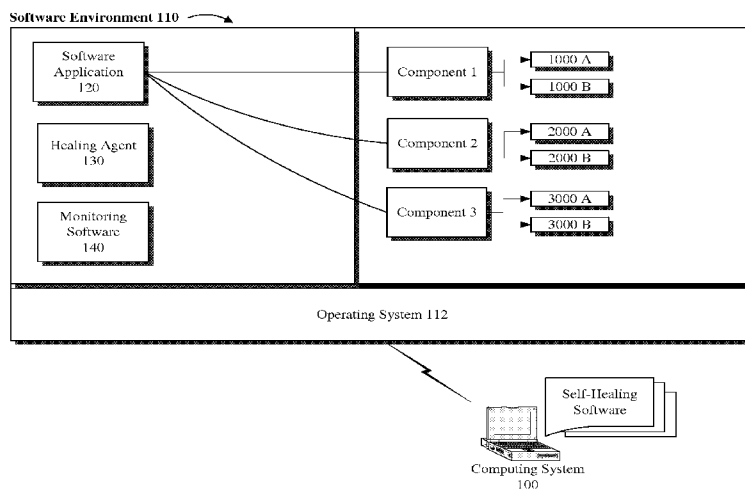 Software Environment 110
Software
Application
120
Healing Agent
130
Monitoring
Software
140
Component 1
Component 2
Component 3
1000 A
1000 B
2000 A
2000 B
3000 A
3000 B
Operating System 112
Self-Healing
Software
Computing System
100